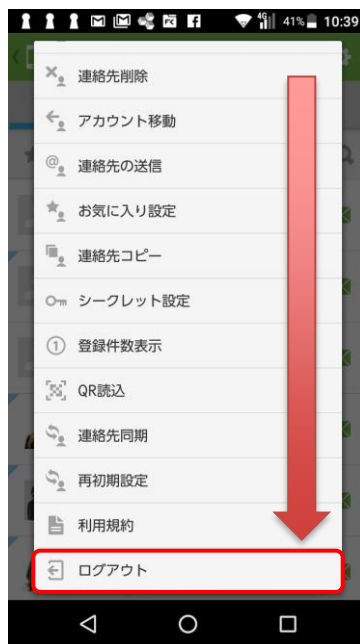 4G 41% 10:39
連絡先削除
アカウント移動
@ 連絡先の送信
お気に入り設定
連絡先コピー
シークレット設定
1 登録件数表示
QR読込
連絡先同期
再初期設定
利用規約
ログアウト